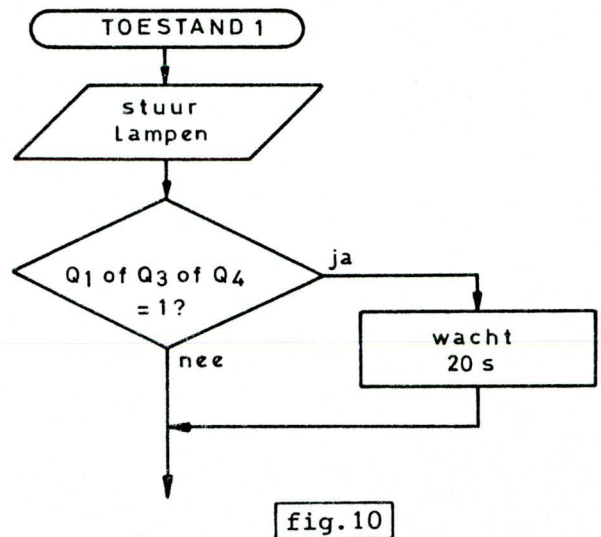 TOESTAND 1
stuur
Lampen
Q1 of Q3 of Q4
= 1?
ja
nee
wacht
20 s
fig.10